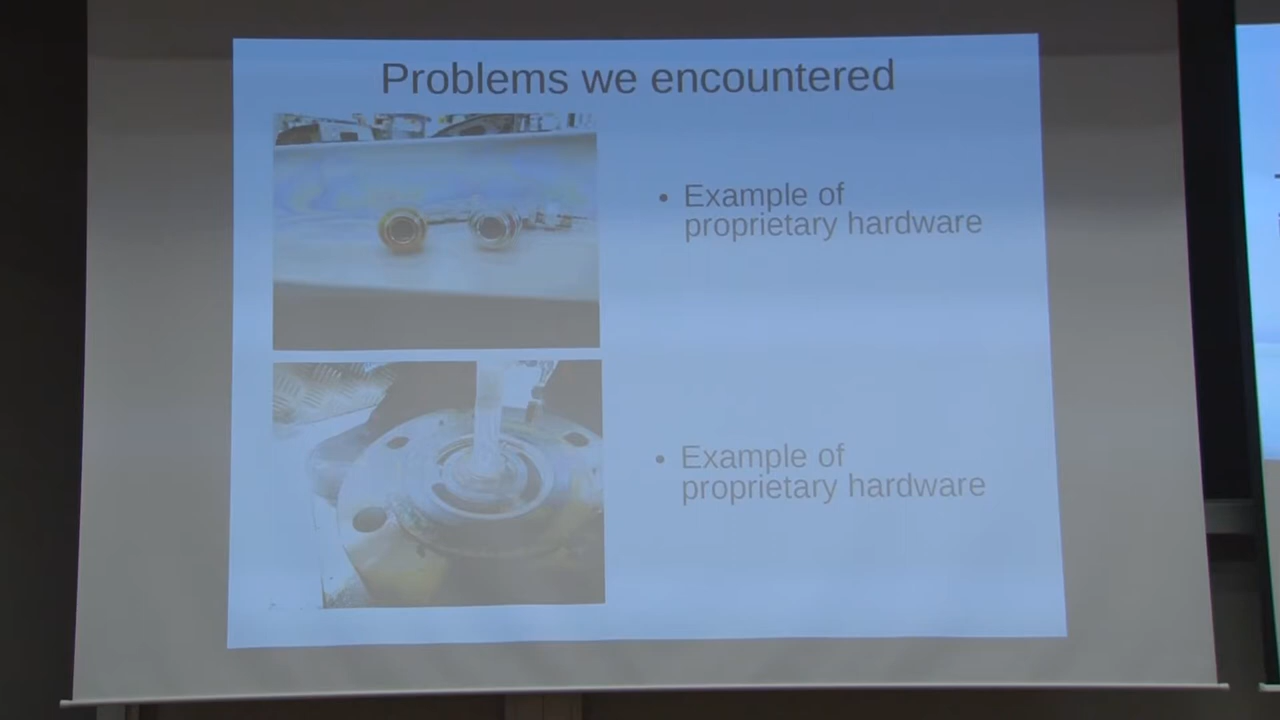 Problems we encountered
• Example of
proprietary hardware
• Example of
proprietary hardware